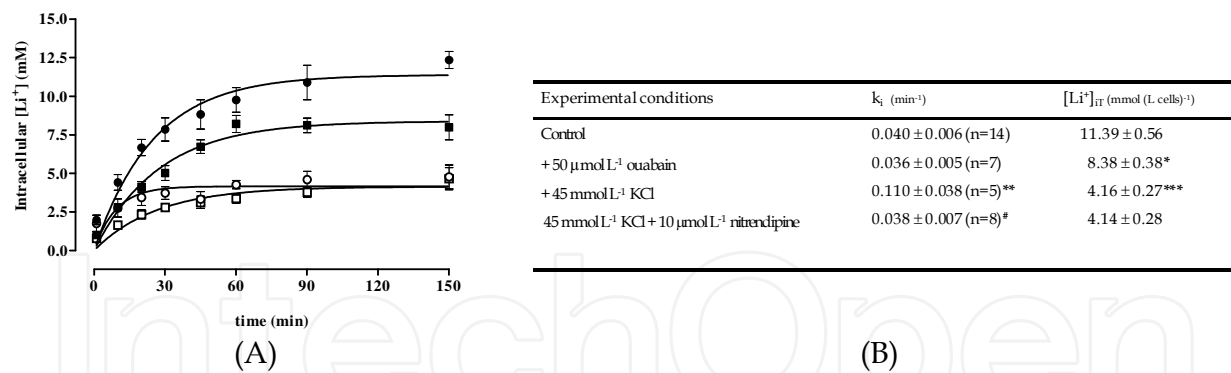 Intracellular [Li⁺] (mM)
15.0
12.5
10.0
7.5
5.0
2.5
0.0
0 30 60 90 120 150
time (min)
(A)
Experimental conditions kᵢ (min⁻¹) [Li⁺]ᵢT (mmol (L cells)⁻¹
Control 0.040 ± 0.006 (n=14) 11.39 ± 0.56
+ 50 µmol L⁻¹ ouabain 0.036 ± 0.005 (n=7) 8.38 ± 0.38*
+ 45 mmol L⁻¹ KCl 0.110 ± 0.038 (n=5)** 4.16 ± 0.27***
45 mmol L⁻¹ KCl + 10 µmol L⁻¹ nitrendipine 0.038 ± 0.007 (n=8)# 4.14 ± 0.28
(B)
IntechOpen